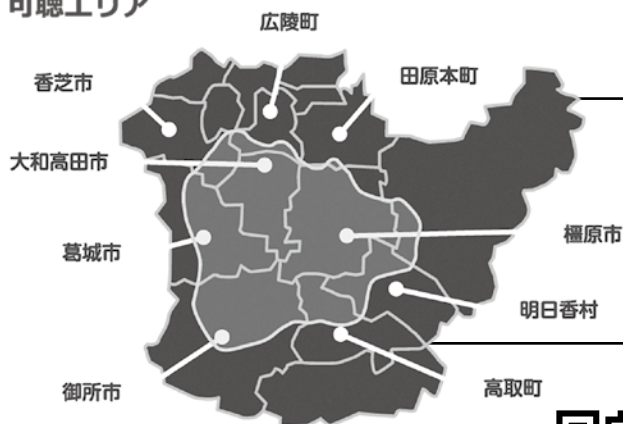 可聴エリア
広陵町
香芝市
田原本町
大和高田市
橿原市
葛城市
明日香村
御所市
高取町